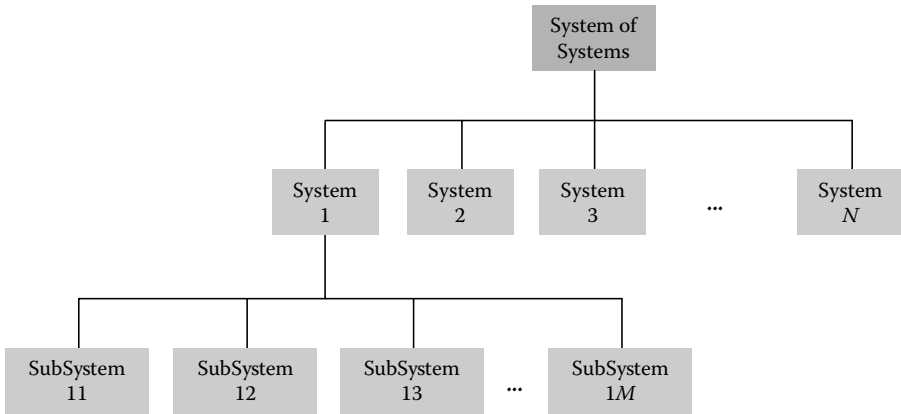 System of
Systems
System
1
System
2
System
3
...
System
N
SubSystem
11
SubSystem
12
SubSystem
13
...
SubSystem
1M